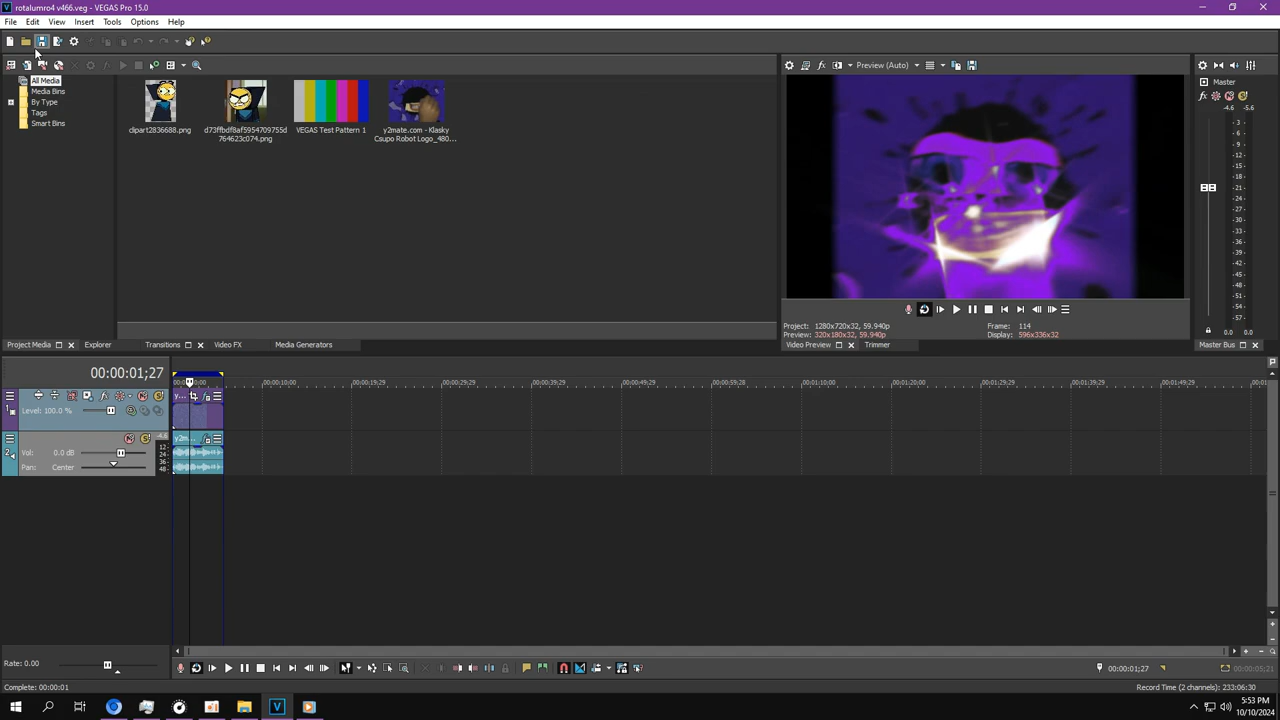 rotalumro4 v466.veg - VEGAS Pro 15.0
File Edit View Insert Tools Options Help
All Media
Media Bins
By Type
Tags
Smart Bins
clipart2836688.png
d73ffbdf8af5954709755d
764623c074.png
VEGAS Test Pattern 1
y2mate.com - Klasky
Csupo Robot Logo_480...
Preview (Auto)
Master
-4.6 -5.6
3
6
9
12
15
18
21
24
27
30
33
36
39
42
45
48
51
54
57
0.0 0.0
Project: 1280x720x32, 59.940p
Preview: 320x180x32, 59.940p
Frame: 114
Display: 596x336x32
Project Media Explorer Transitions Video FX Media Generators
Video Preview Trimmer
Master Bus
00:00:01;27
00:00:10;00 00:00:19;29 00:00:29;29 00:00:39;29 00:00:49;29 00:00:59;28 00:01:10;00 00:01:20;00 00:01:29;29 00:01:39;29 00:01:49;29
1
Level: 100.0 %
y...
2
Vol: 0.0 dB
Pan: Center
-4.6
12
24
36
48
y2m...
Rate: 0.00
00:00:01;27
00:00:05;21
Complete: 00:00:01
Record Time (2 channels): 233:06:30
5:53 PM
10/10/2024